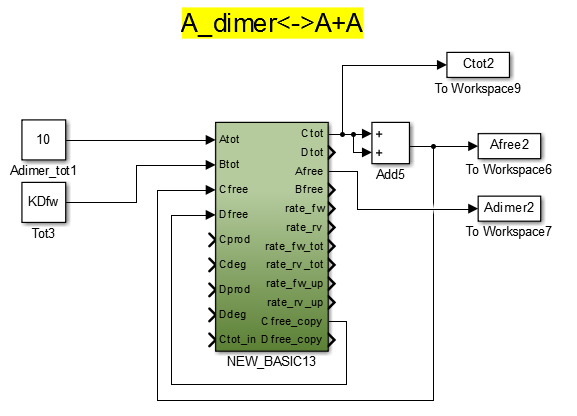 A_dimer<->A+A
10
Adimer_tot1
KDfw
Tot3
Atot
Btot
Cfree
Dfree
Cprod
Cdeg
Dprod
Ddeg
Ctot_in
Ctot
Dtot
Afree
Bfree
rate_fw
rate_rv
rate_fw_tot
rate_rv_tot
rate_fw_up
rate_rv_up
Cfree_copy
Dfree_copy
NEW_BASIC13
+
+
Add5
Ctot2
To Workspace9
Afree2
To Workspace6
Adimer2
To Workspace7